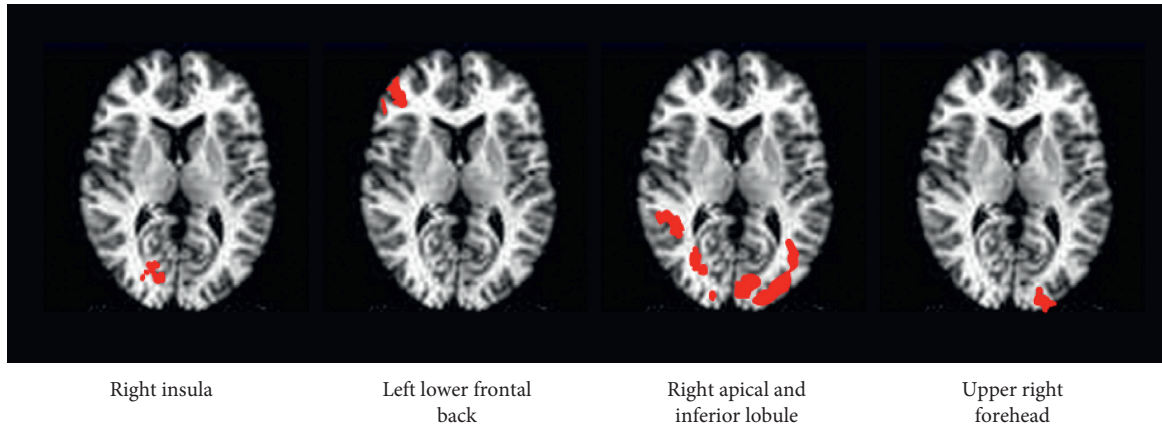 Right insula
Left lower frontal
back
Right apical and
inferior lobule
Upper right
forehead